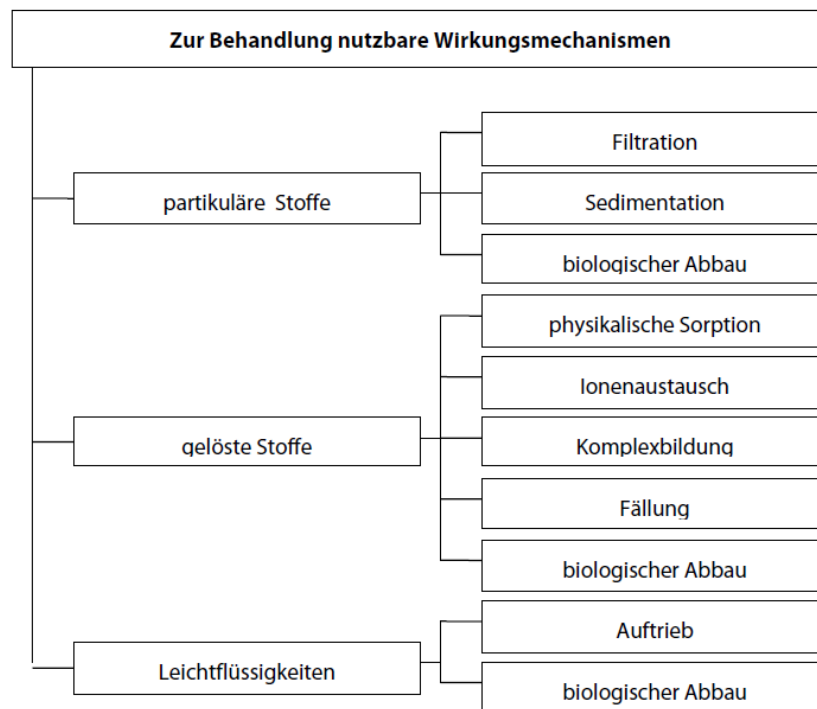 Zur Behandlung nutzbare Wirkungsmechanismen
partikuläre Stoffe
Filtration
Sedimentation
biologischer Abbau
gelöste Stoffe
physikalische Sorption
Ionenaustausch
Komplexbildung
Fällung
biologischer Abbau
Leichtflüssigkeiten
Auftrieb
biologischer Abbau